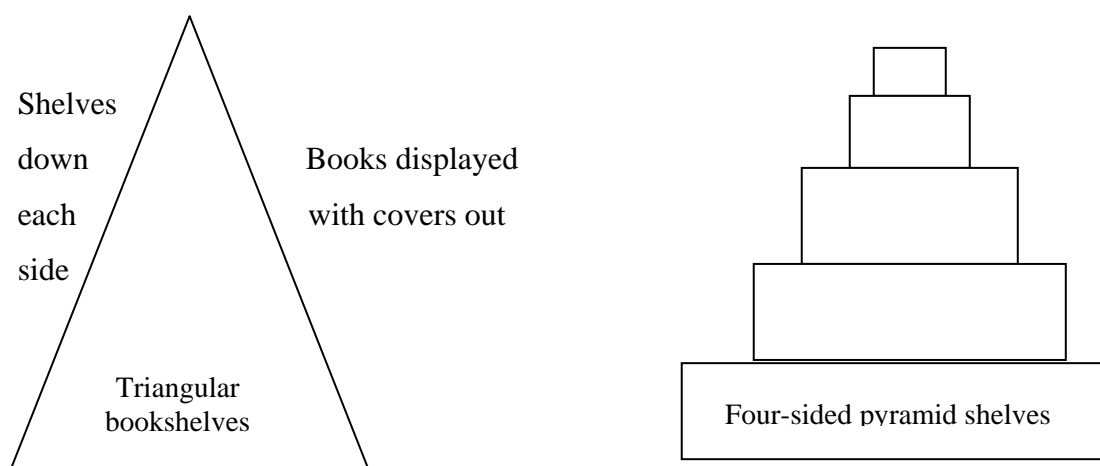 Shelves
down
each
side
Books displayed
with covers out
Triangular
bookshelves
Four-sided pyramid shelves